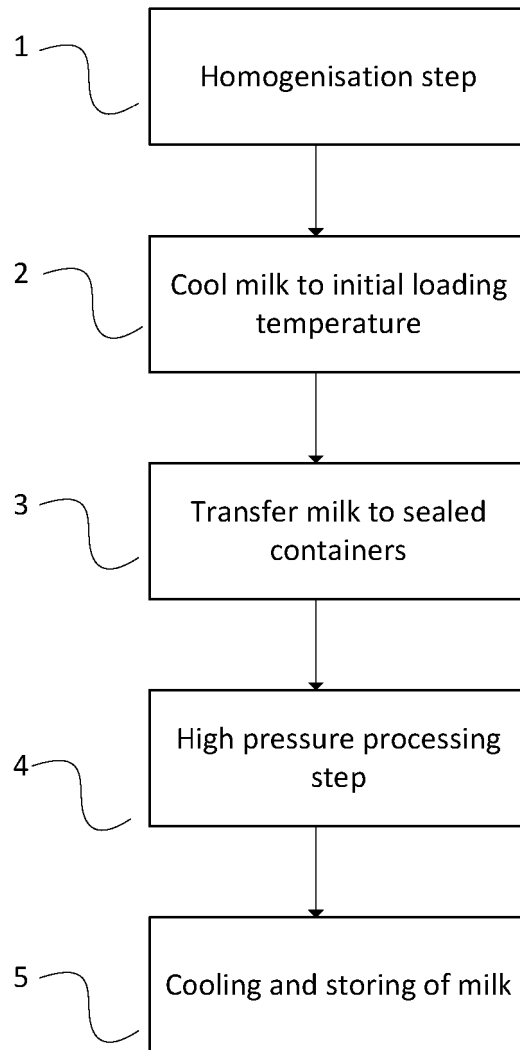 1
Homogenisation step
2
Cool milk to initial loading
temperature
3
Transfer milk to sealed
containers
4
High pressure processing
step
5
Cooling and storing of milk